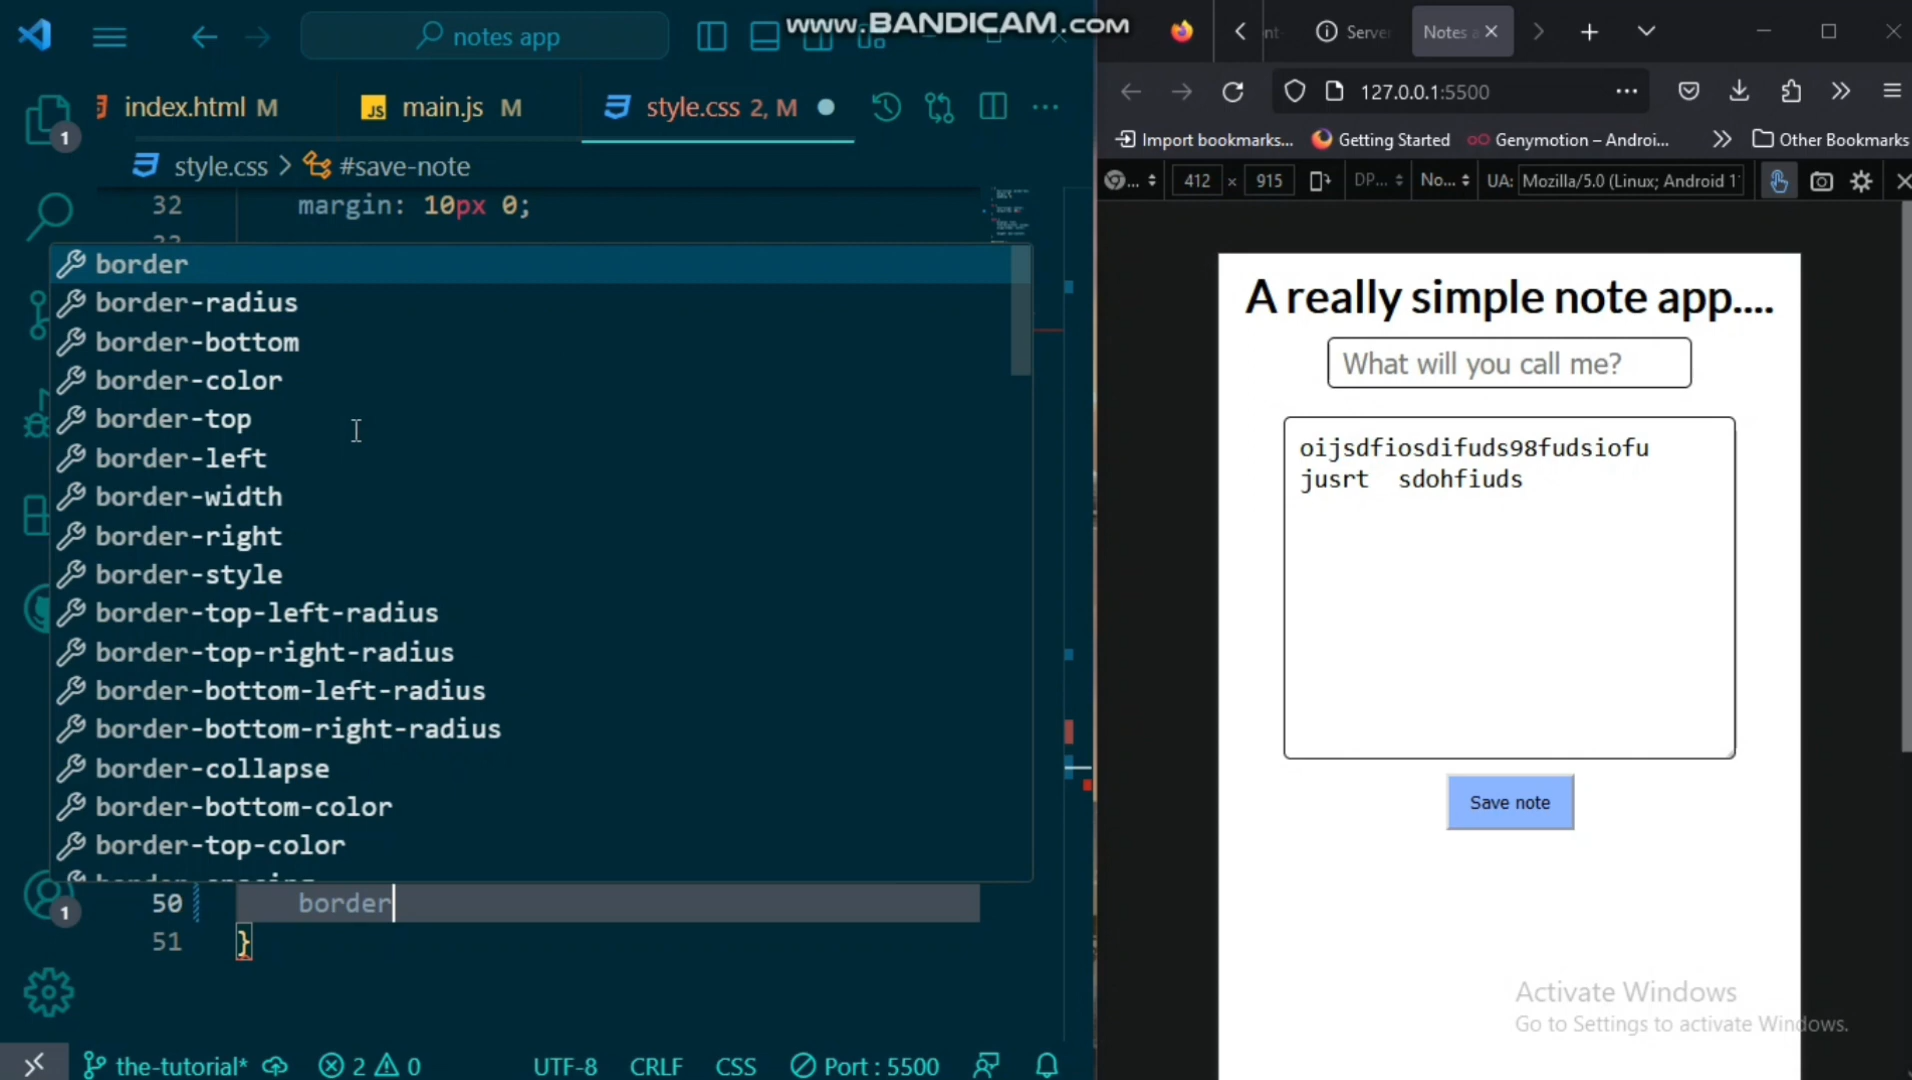 www.BANDICAM.com
notes app
index.html M
JS main.js M
style.css 2, M
style.css > #save-note
32 margin: 10px 0;
border
border-radius
border-bottom
border-color
border-top
border-left
border-width
border-right
border-style
border-top-left-radius
border-top-right-radius
border-bottom-left-radius
border-bottom-right-radius
border-collapse
border-bottom-color
border-top-color
50 border
51 }
1
1
the-tutorial* 2 0 UTF-8 CRLF CSS Port : 5500
Server
Notes
127.0.0.1:5500
Import bookmarks... Getting Started Genymotion – Androi... Other Bookmarks
412 × 915 DP... No... UA: Mozilla/5.0 (Linux; Android 1
A really simple note app....
What will you call me?
oijsdfiosdifuds98fudsiofu
jusrt sdohfiuds
Save note
Activate Windows
Go to Settings to activate Windows.